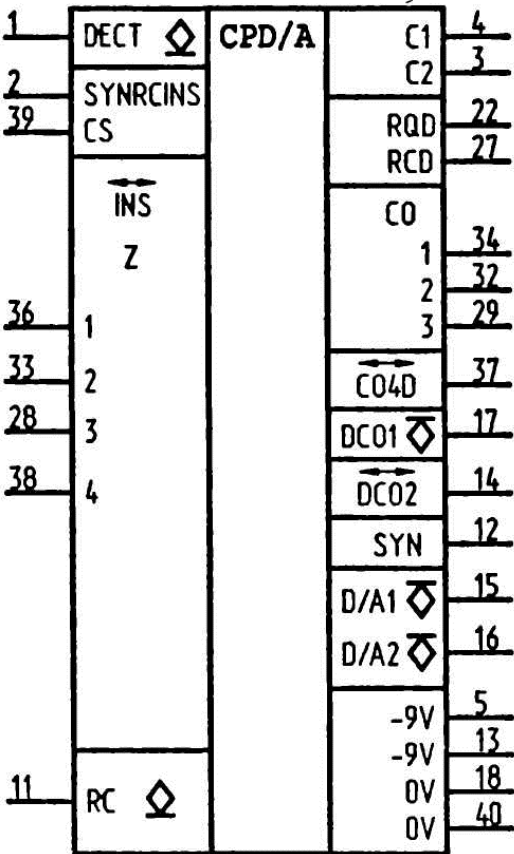 1 DECT CPD/A C1 4
C2 3
2 SYNRCINS
39 CS
RQD 22
RCD 27
INS
Z
CO
1 34
2 32
3 29
36 1
33 2
28 3
38 4
CO4D 37
DCO1 17
DCO2 14
SYN 12
D/A1 15
D/A2 16
-9V 5
-9V 13
0V 18
0V 40
11 RC